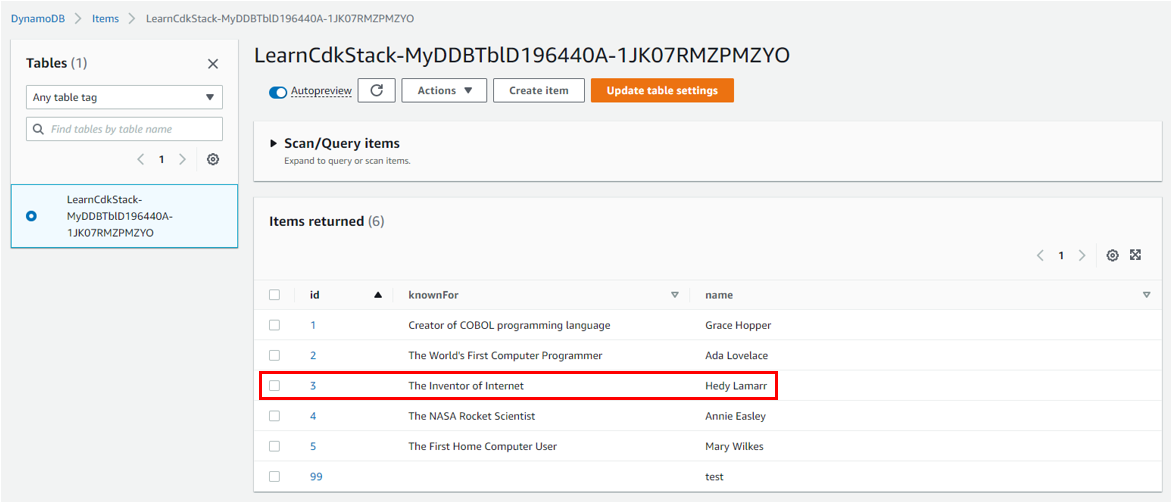 DynamoDB > Items > LearnCdkStack-MyDDBTblD196440A-1JK07RMZPMZYO
Tables (1)
Any table tag
Find tables by table name
1
LearnCdkStack-
MyDDBTblD196440A-
1JK07RMZPMZYO
LearnCdkStack-MyDDBTblD196440A-1JK07RMZPMZYO
Autopreview Actions Create item Update table settings
Scan/Query items
Expand to query or scan items.
Items returned (6)
1
id knownFor name
1 Creator of COBOL programming language Grace Hopper
2 The World's First Computer Programmer Ada Lovelace
3 The Inventor of Internet Hedy Lamarr
4 The NASA Rocket Scientist Annie Easley
5 The First Home Computer User Mary Wilkes
99 test